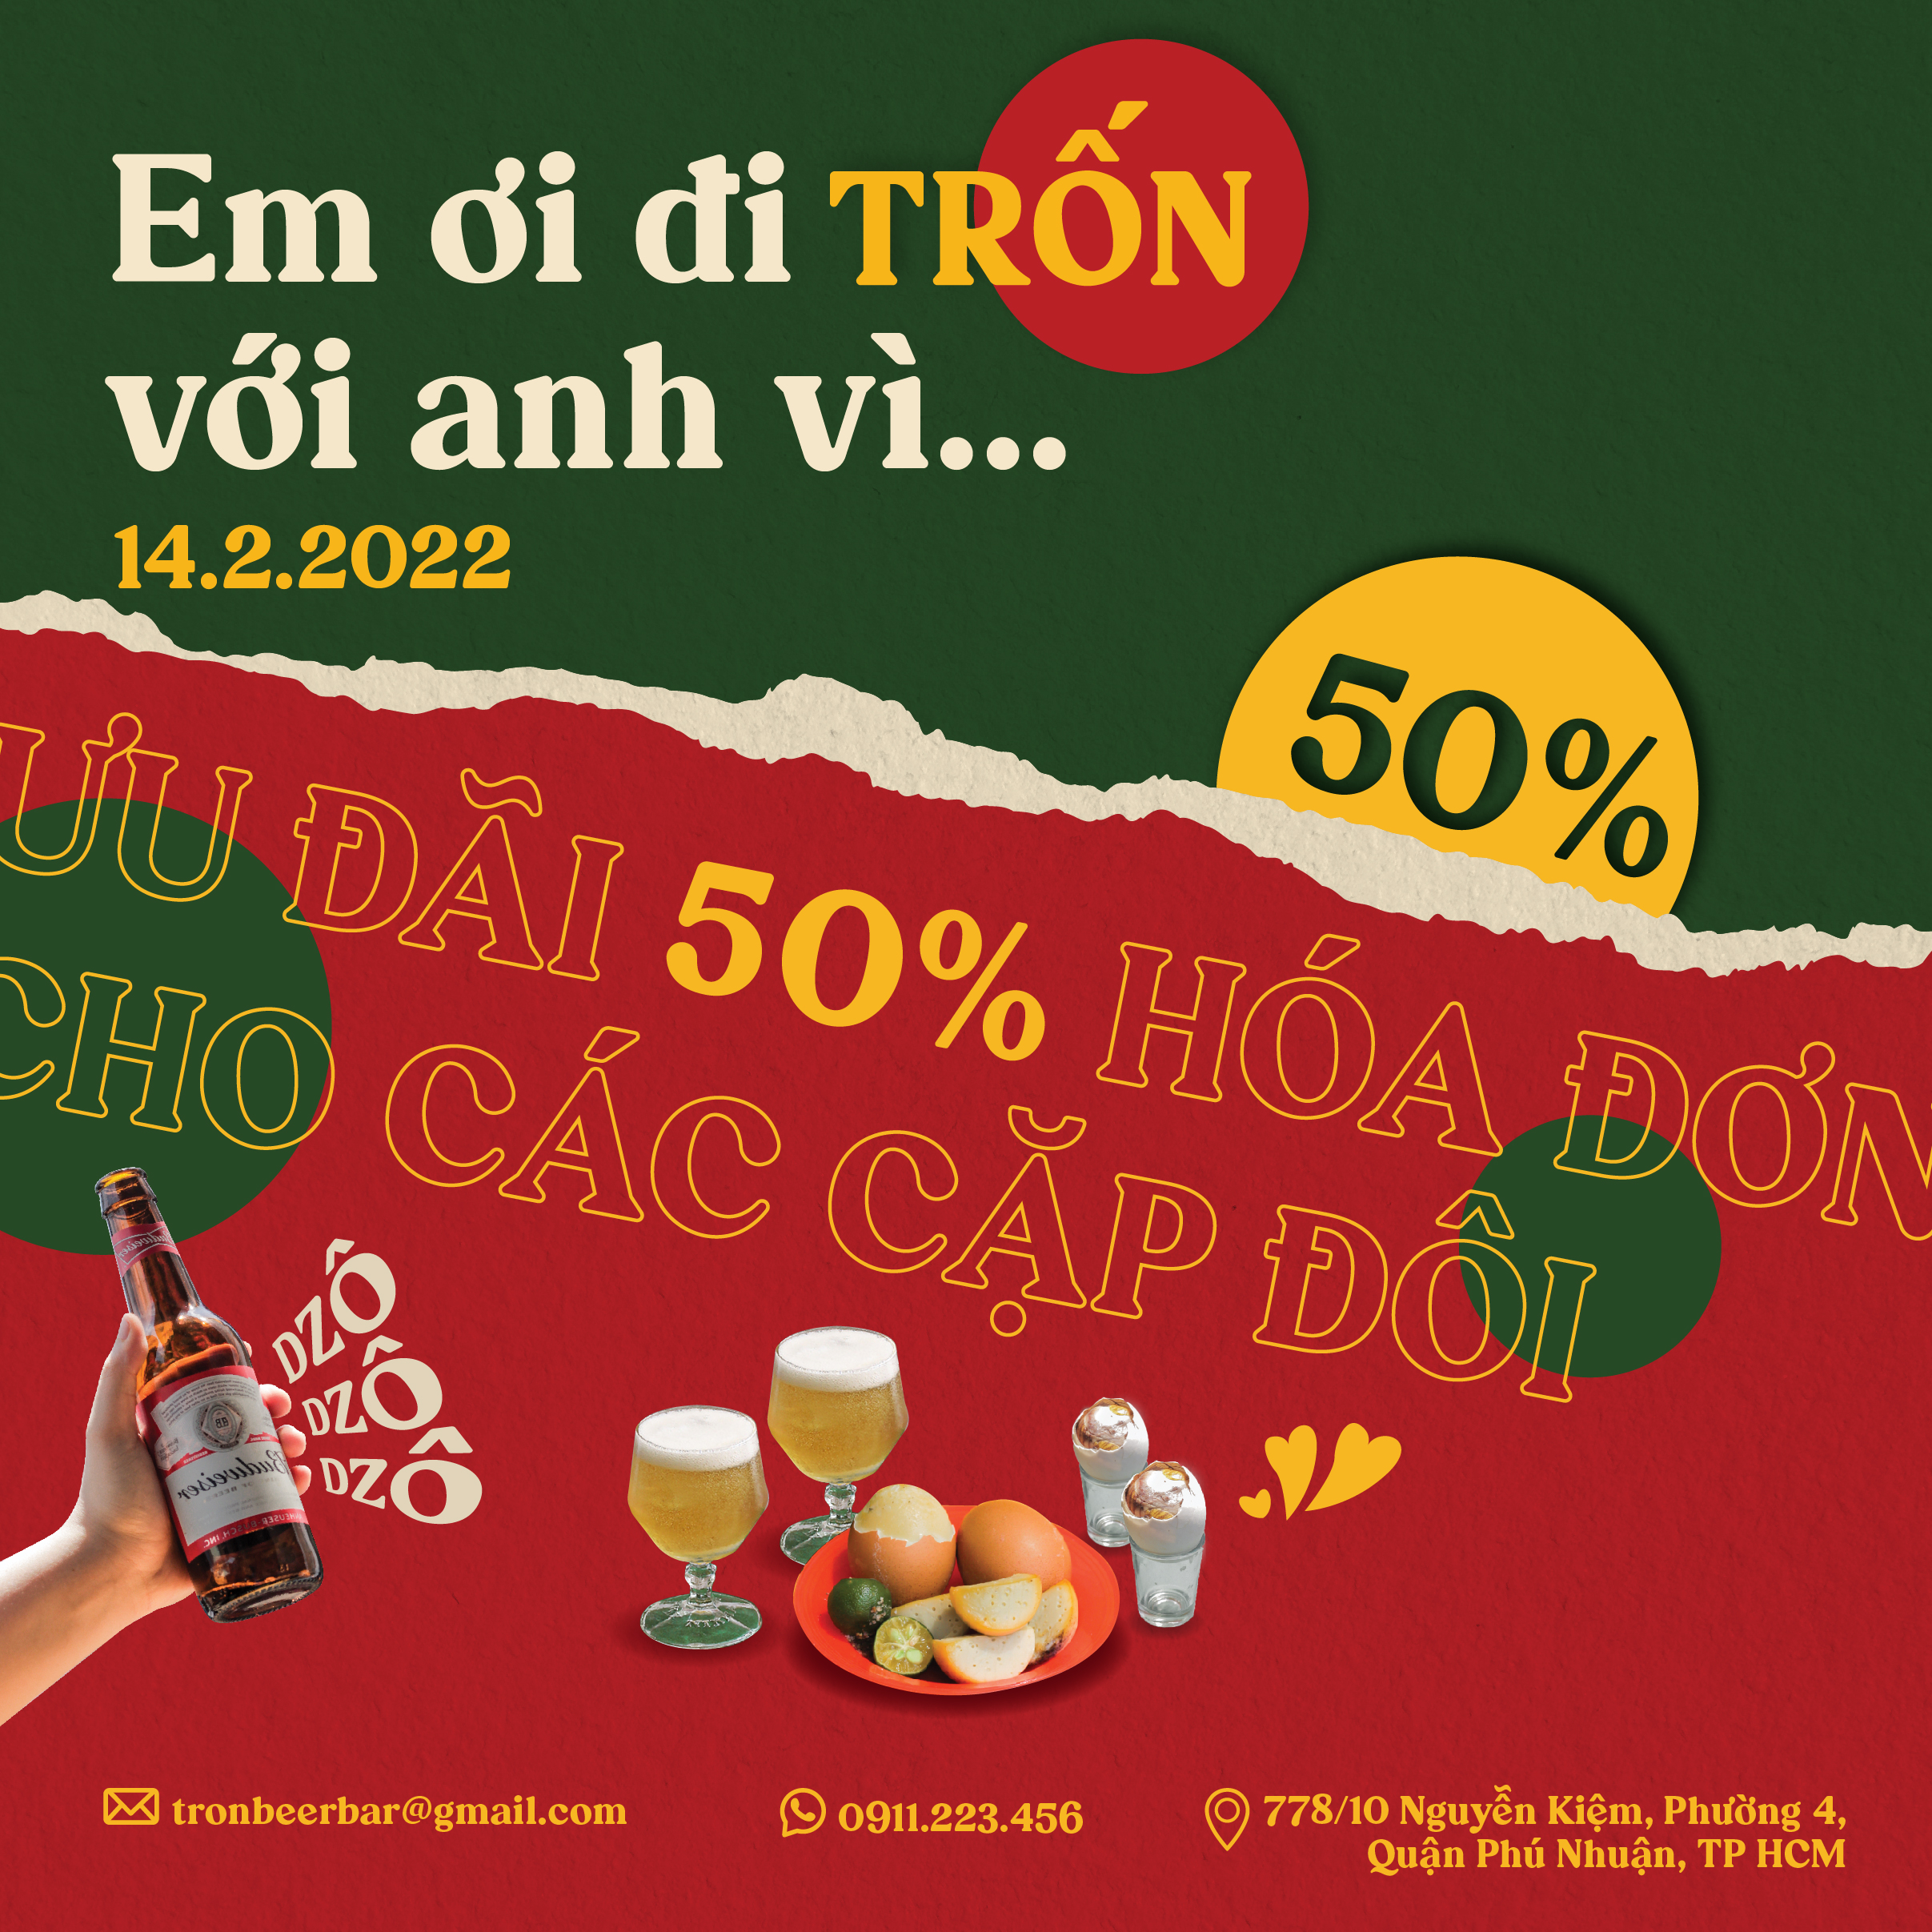 Em ơi đi TRỐN
với anh vì...
14.2.2022
50%
ƯU ĐÃI 50% HÓA ĐƠN
CHO CÁC CẶP ĐÔI
DZÔ
DZÔ
DZÔ
Budweiser
Budweiser
tronbeerbar@gmail.com
0911.223.456
778/10 Nguyễn Kiệm, Phường 4,
Quận Phú Nhuận, TP HCM